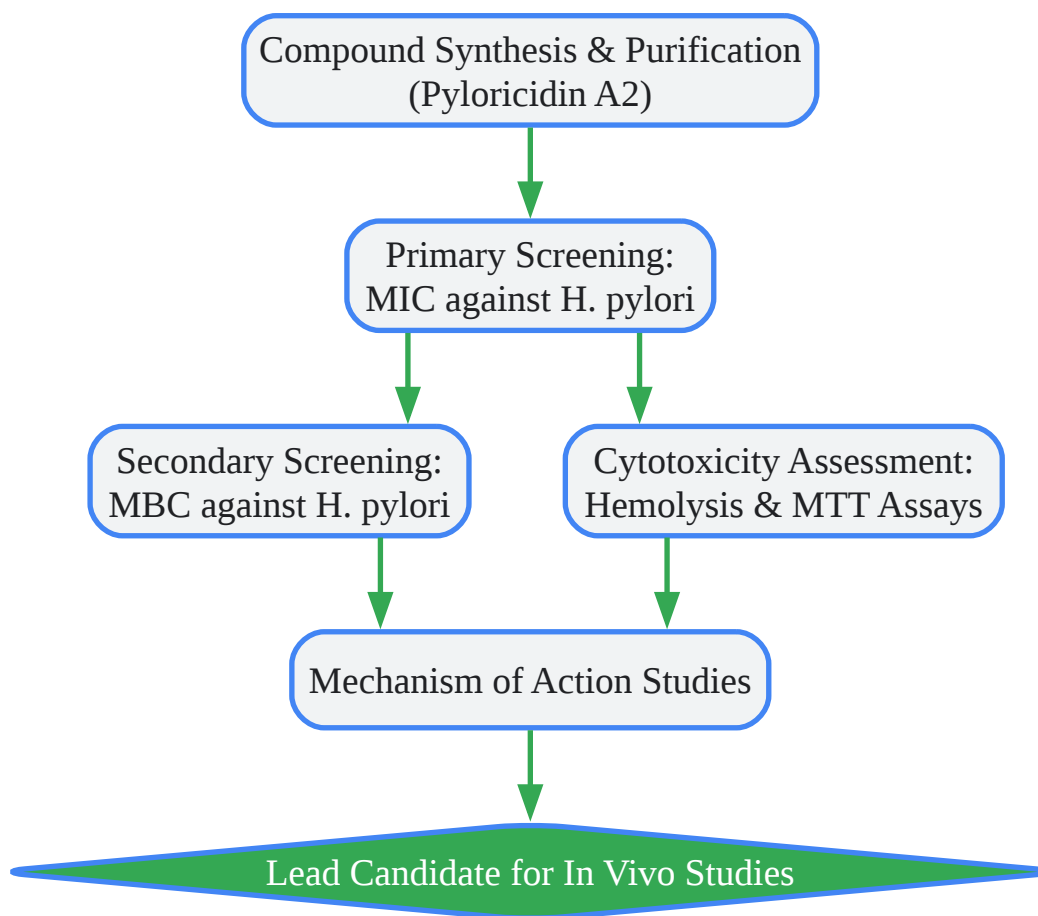 Compound Synthesis & Purification
(Pyloricidin A2)
Primary Screening:
MIC against H. pylori
Secondary Screening:
MBC against H. pylori
Cytotoxicity Assessment:
Hemolysis & MTT Assays
Mechanism of Action Studies
Lead Candidate for In Vivo Studies